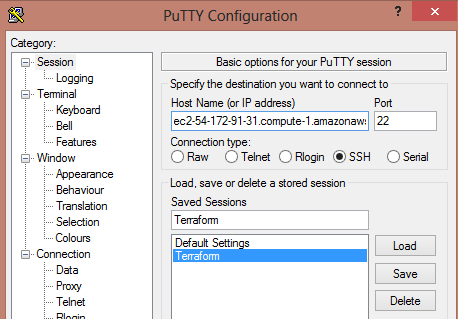 PuTTY Configuration
?
Category:
Session
Logging
Terminal
Keyboard
Bell
Features
Window
Appearance
Behaviour
Translation
Selection
Colours
Connection
Data
Proxy
Telnet
Rlogin
Basic options for your PuTTY session
Specify the destination you want to connect to
Host Name (or IP address) Port
ec2-54-172-91-31.compute-1.amazonaws 22
Connection type:
Raw Telnet Rlogin SSH Serial
Load, save or delete a stored session
Saved Sessions
Terraform
Default Settings
Terraform
Load
Save
Delete